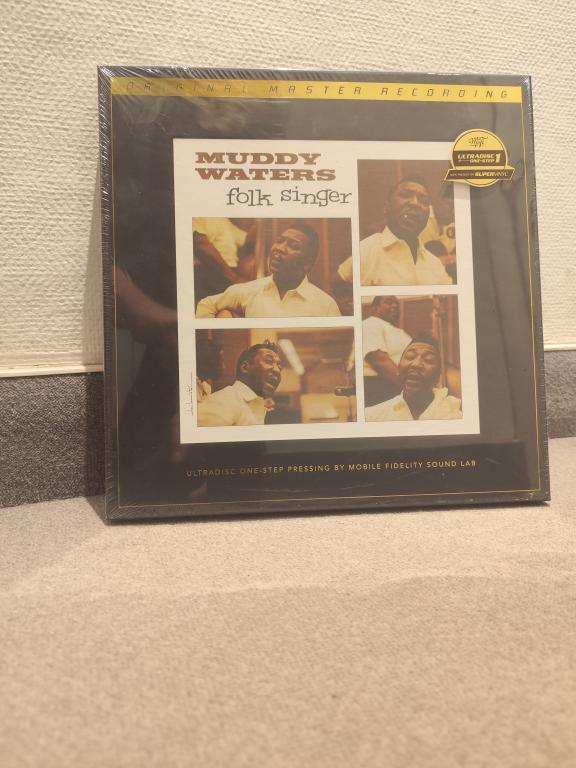 ORIGINAL MASTER RECORDING
ULTRADISC
ONE-STEP 1
SUPERVINYL
MUDDY
WATERS
folk singer
ULTRADISC ONE-STEP PRESSING BY MOBILE FIDELITY SOUND LAB